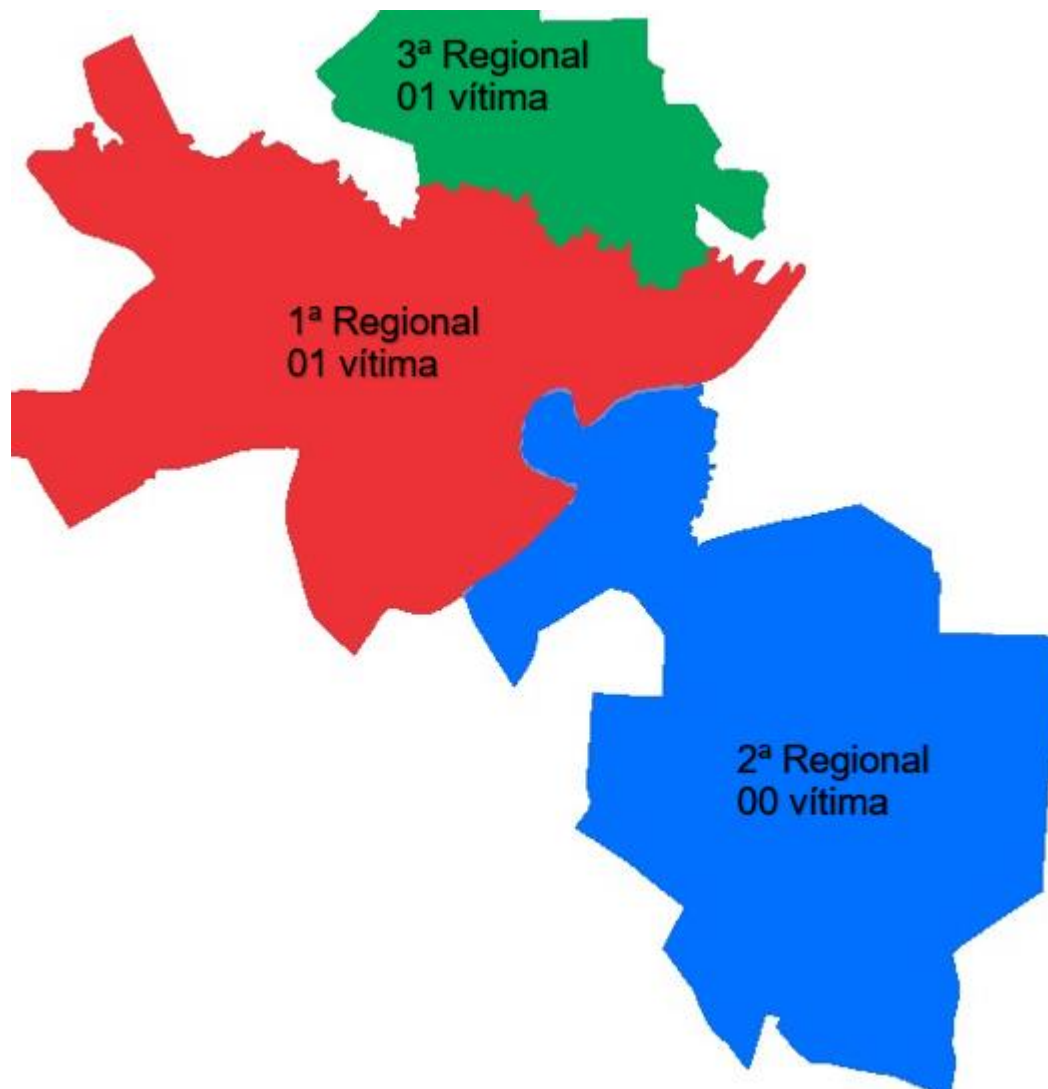 3ª Regional
01 vítima
1ª Regional
01 vítima
2ª Regional
00 vítima